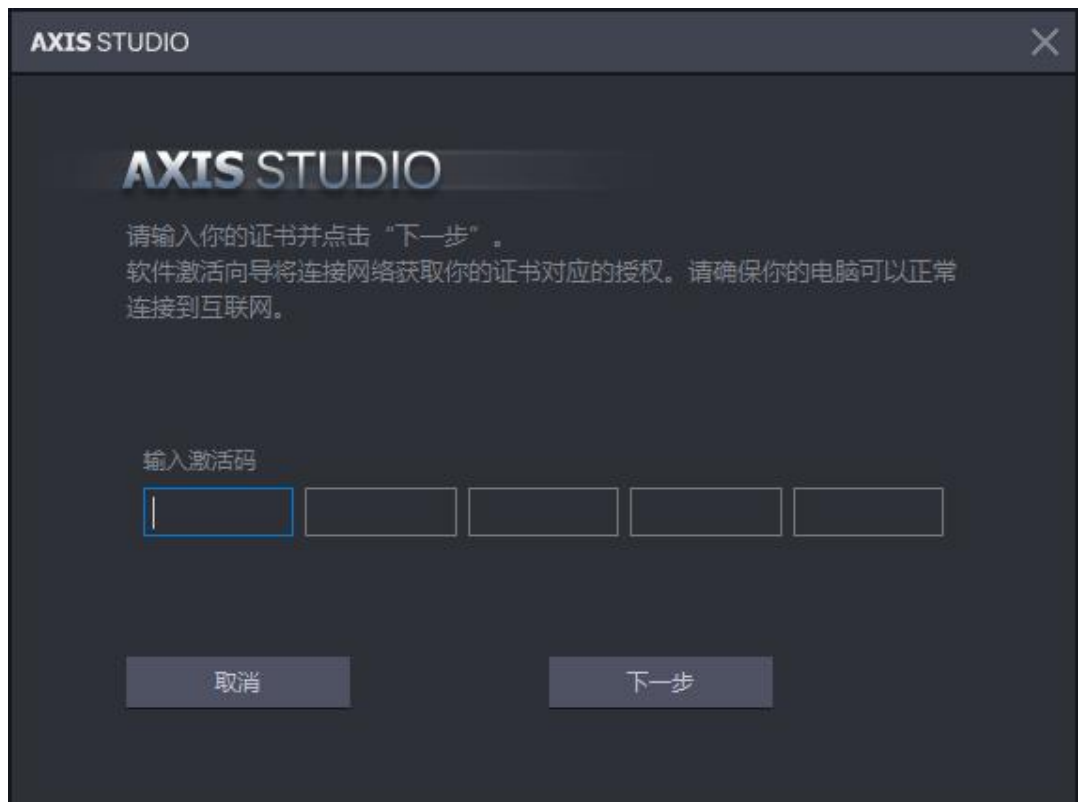 AXIS STUDIO
AXIS STUDIO
请输入你的证书并点击“下一步”。
软件激活向导将连接网络获取你的证书对应的授权。请确保你的电脑可以正常
连接到互联网。
输入激活码
取消
下一步